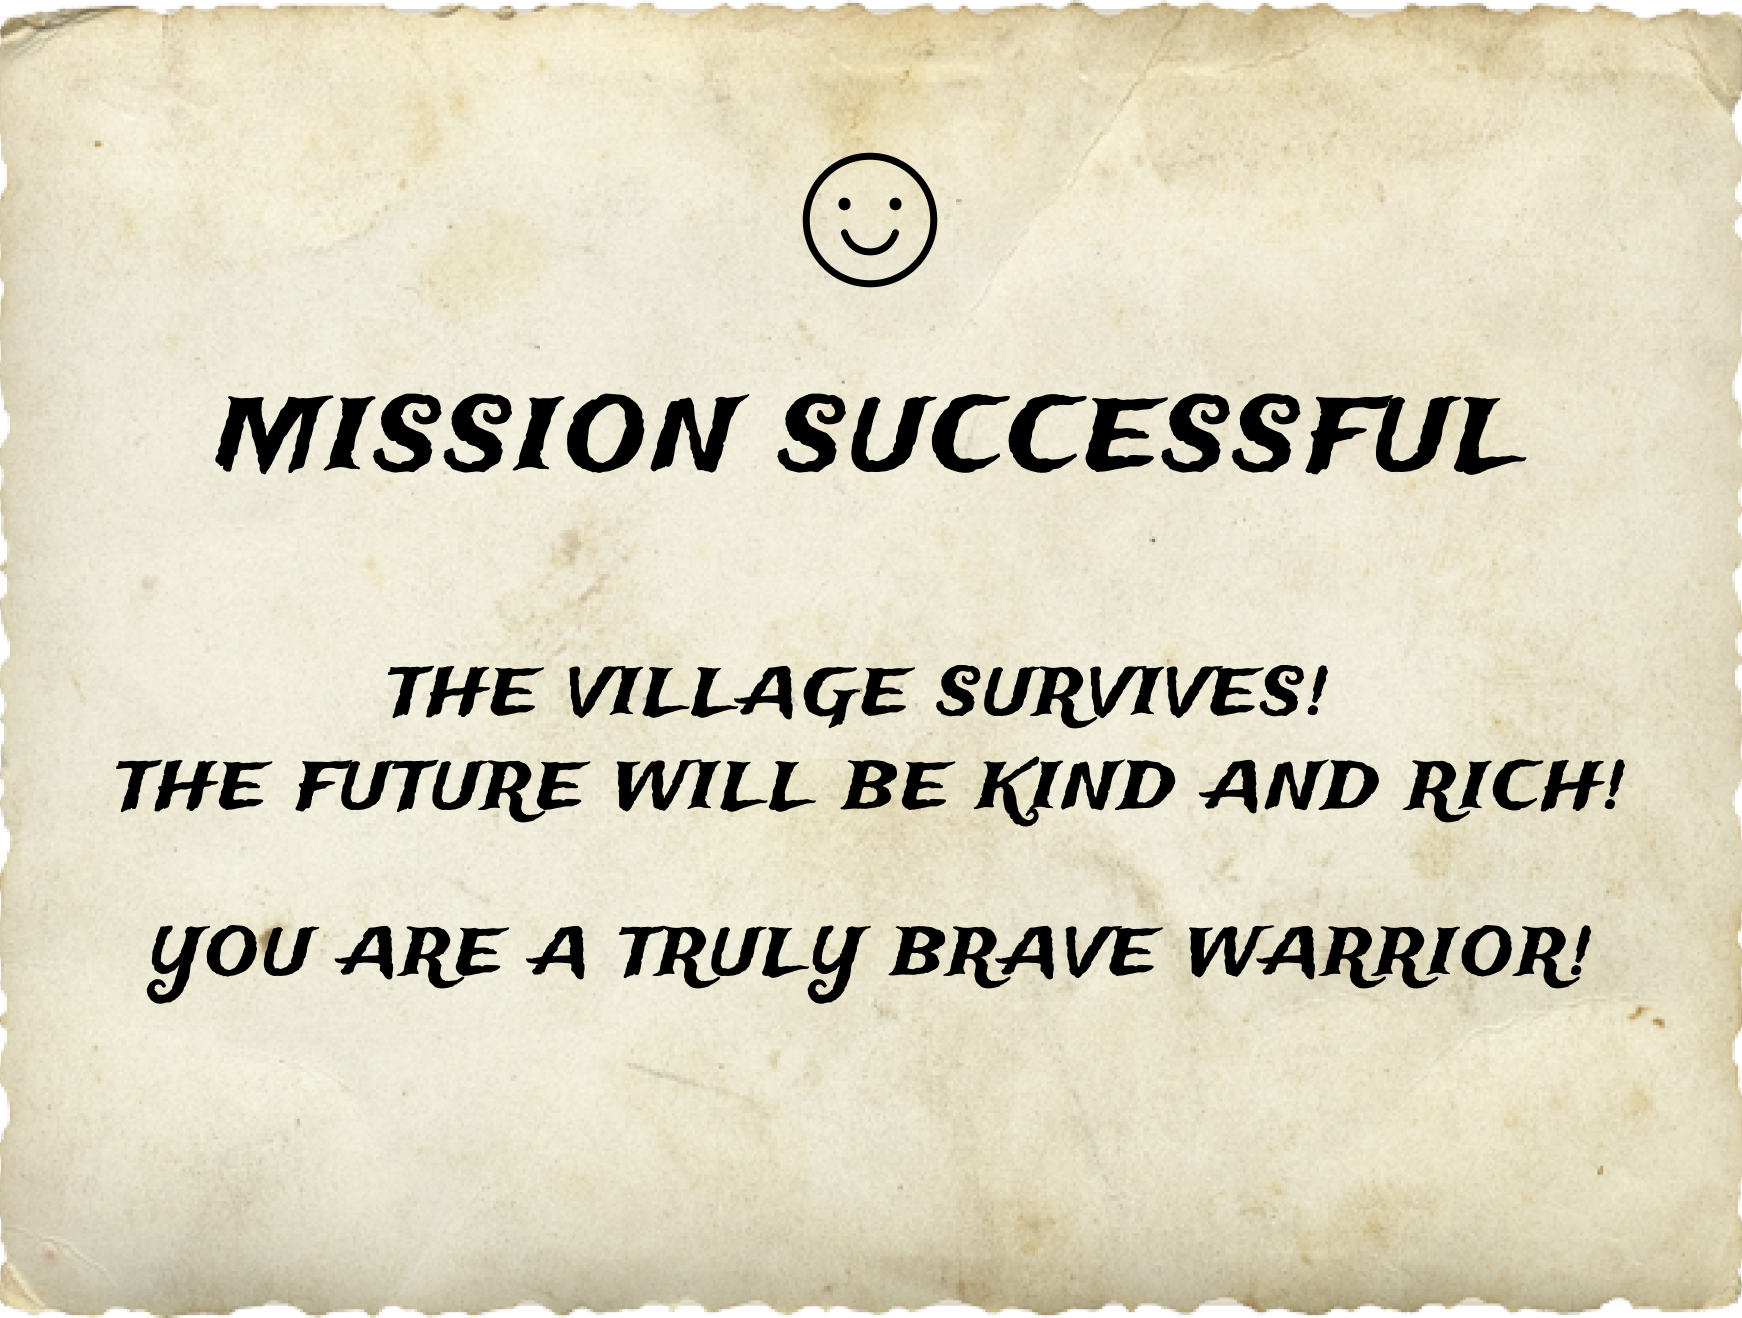 MISSION SUCCESSFUL
THE VILLAGE SURVIVES!
THE FUTURE WILL BE KIND AND RICH!
YOU ARE A TRULY BRAVE WARRIOR!